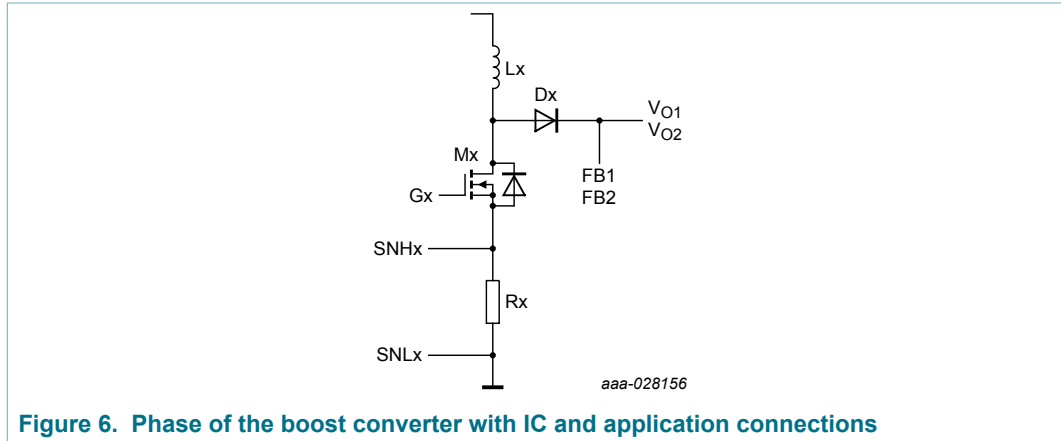 Lx
Dx
VO1
VO2
Mx
FB1
FB2
Gx
SNHx
Rx
SNLx
aaa-028156
Figure 6. Phase of the boost converter with IC and application connections